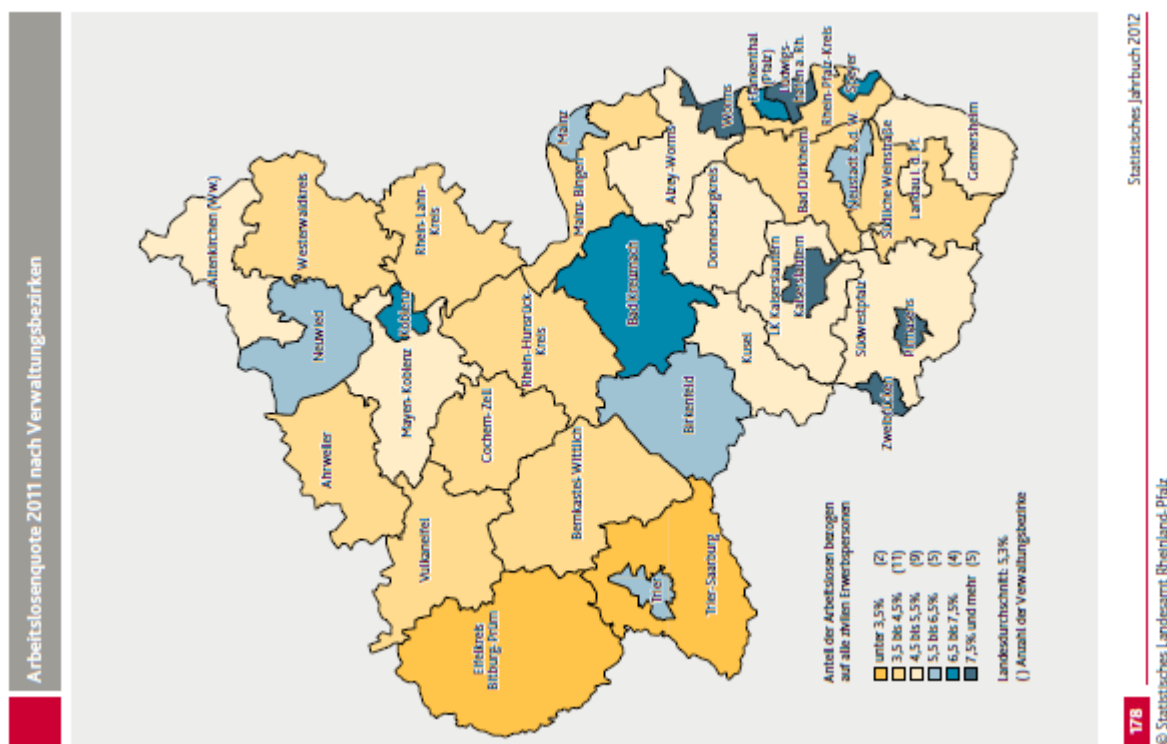 Arbeitslosenquote 2011 nach Verwaltungsbezirken
Altenkirchen (Ww.)
Westerwaldkreis
Neuwied
Rhein-Lahn-
Kreis
Koblenz
Ahrweiler
Mayen-Koblenz
Cochem-Zell
Rhein-Hunsrück-
Kreis
Vulkaneifel
Bernkastel-Wittlich
Eifelkreis
Bitburg-Prüm
Trier
Trier-Saarburg
Birkenfeld
Bad Kreuznach
Mainz-Bingen
Mainz
Alzey-Worms
Worms
Donnersbergkreis
Kusel
LK Kaiserslautern
Kaiserslautern
Bad Dürkheim
Frankenthal
(Pfalz)
Ludwigs-
hafen a. Rh.
Rhein-Pfalz-Kreis
Speyer
Neustadt a. d. W.
Südliche Weinstraße
Landau i. d. Pf.
Germersheim
Südwestpfalz
Pirmasens
Zweibrücken
Anteil der Arbeitslosen bezogen
auf alle zivilen Erwerbspersonen
unter 3,5% (2)
3,5 bis 4,5% (11)
4,5 bis 5,5% (9)
5,5 bis 6,5% (5)
6,5 bis 7,5% (4)
7,5% und mehr (5)
Landesdurchschnitt: 5,3%
( ) Anzahl der Verwaltungsbezirke
178
Statistisches Jahrbuch 2012
© Statistisches Landesamt Rheinland-Pfalz